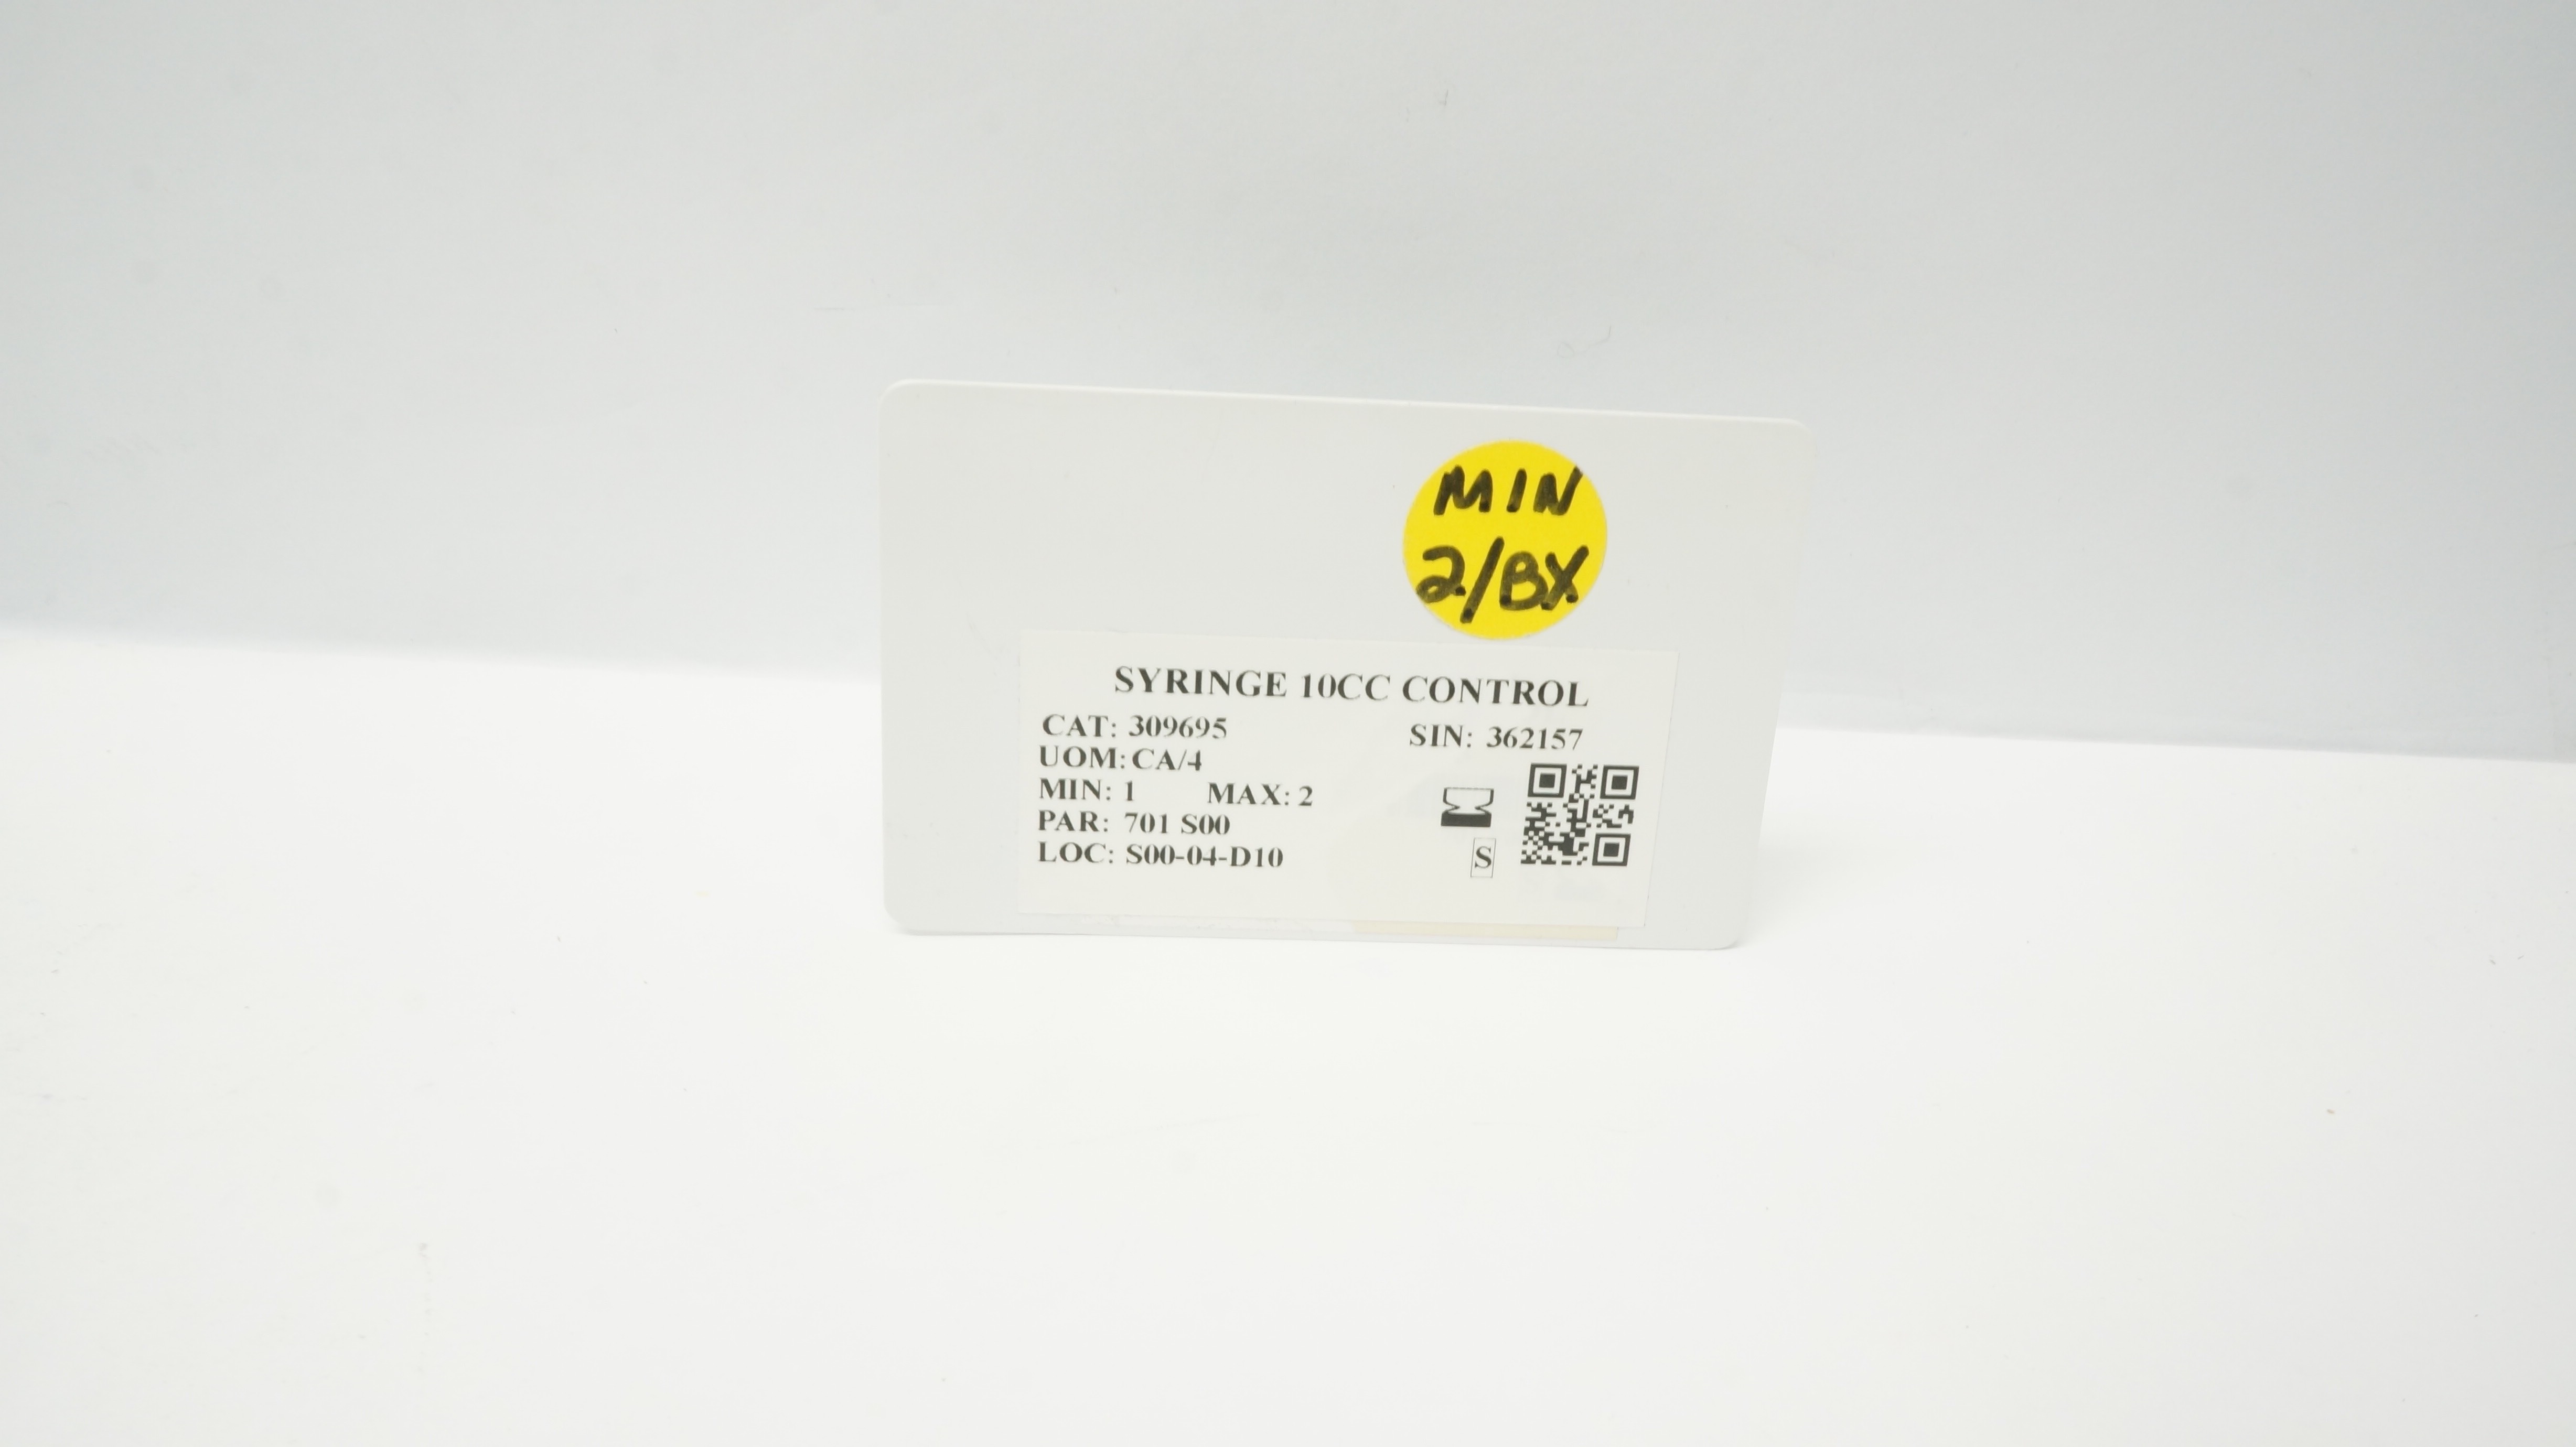 MIN
2/BX
SYRINGE 10CC CONTROL
CAT: 309695 SIN: 362157
UOM: CA/4
MIN: 1 MAX: 2
PAR: 701 S00
LOC: S00-04-D10
S